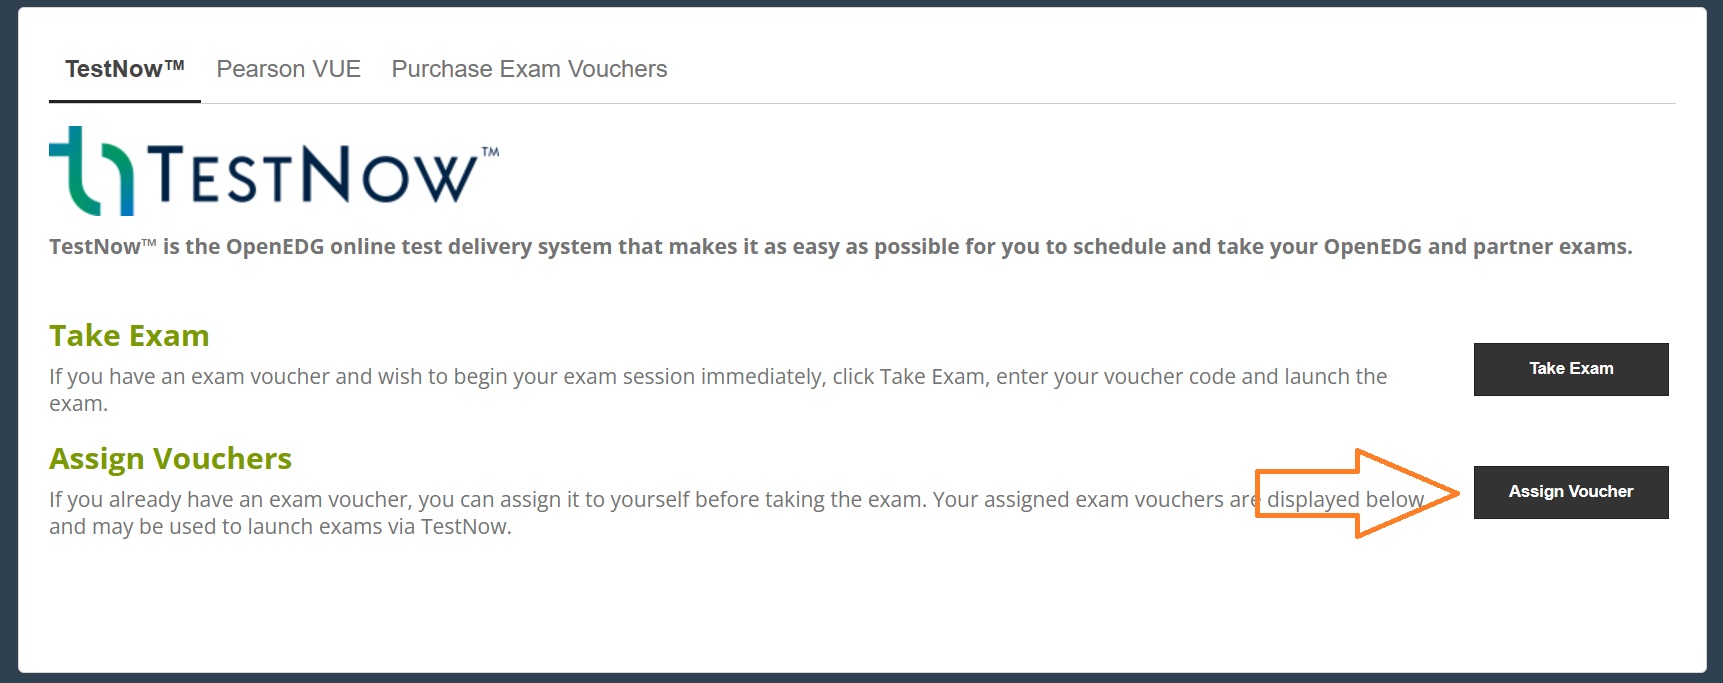 TestNow™ Pearson VUE Purchase Exam Vouchers
TESTNOW™
TestNow™ is the OpenEDG online test delivery system that makes it as easy as possible for you to schedule and take your OpenEDG and partner exams.
Take Exam
If you have an exam voucher and wish to begin your exam session immediately, click Take Exam, enter your voucher code and launch the
exam.
Take Exam
Assign Vouchers
If you already have an exam voucher, you can assign it to yourself before taking the exam. Your assigned exam vouchers are displayed below
and may be used to launch exams via TestNow.
Assign Voucher